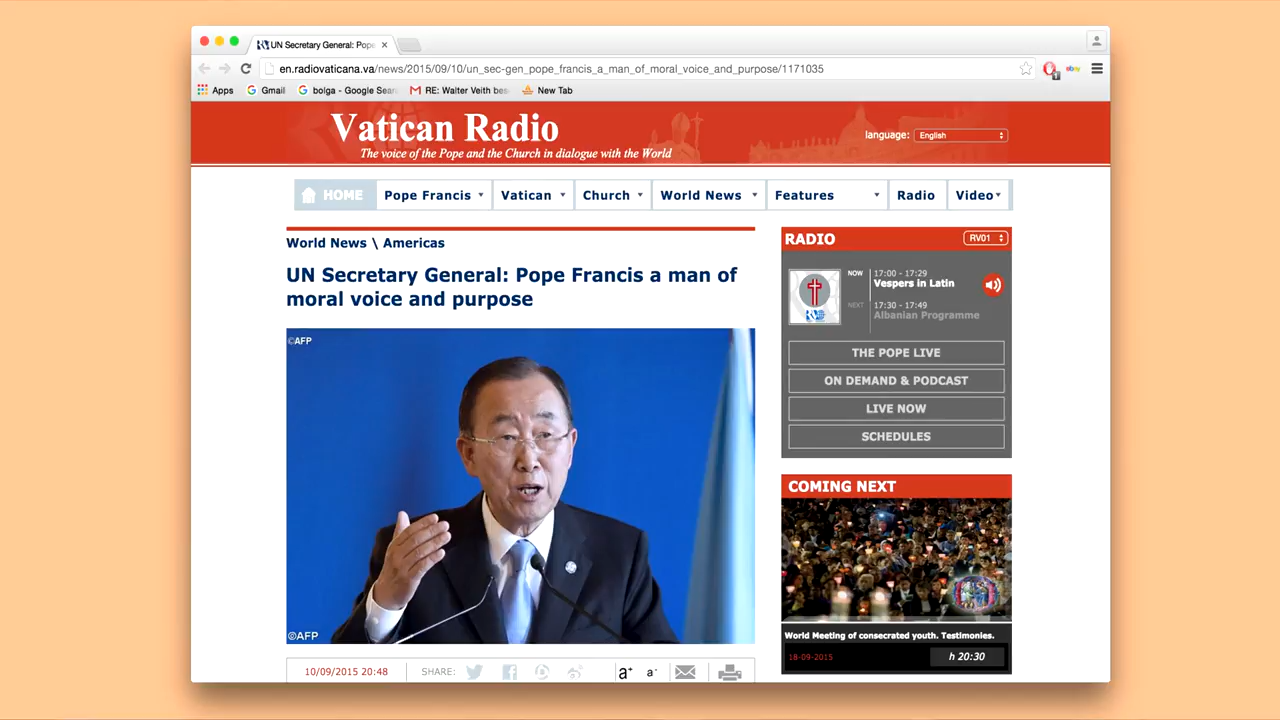 UN Secretary General: Pope
en.radiovaticana.va/news/2015/09/10/un_sec-gen_pope_francis_a_man_of_moral_voice_and_purpose/1171035
Apps Gmail bolga - Google Sear RE: Walter Veith bes New Tab
Vatican Radio
The voice of the Pope and the Church in dialogue with the World
language: English
HOME Pope Francis Vatican Church World News Features Radio Video
World News \ Americas
UN Secretary General: Pope Francis a man of
moral voice and purpose
©AFP
©AFP
10/09/2015 20:48 SHARE: a+ a-
RADIO RV01
NOW 17:00 - 17:29
Vespers in Latin
NEXT 17:30 - 17:49
Albanian Programme
THE POPE LIVE
ON DEMAND & PODCAST
LIVE NOW
SCHEDULES
COMING NEXT
World Meeting of consecrated youth. Testimonies.
18-09-2015 h 20:30